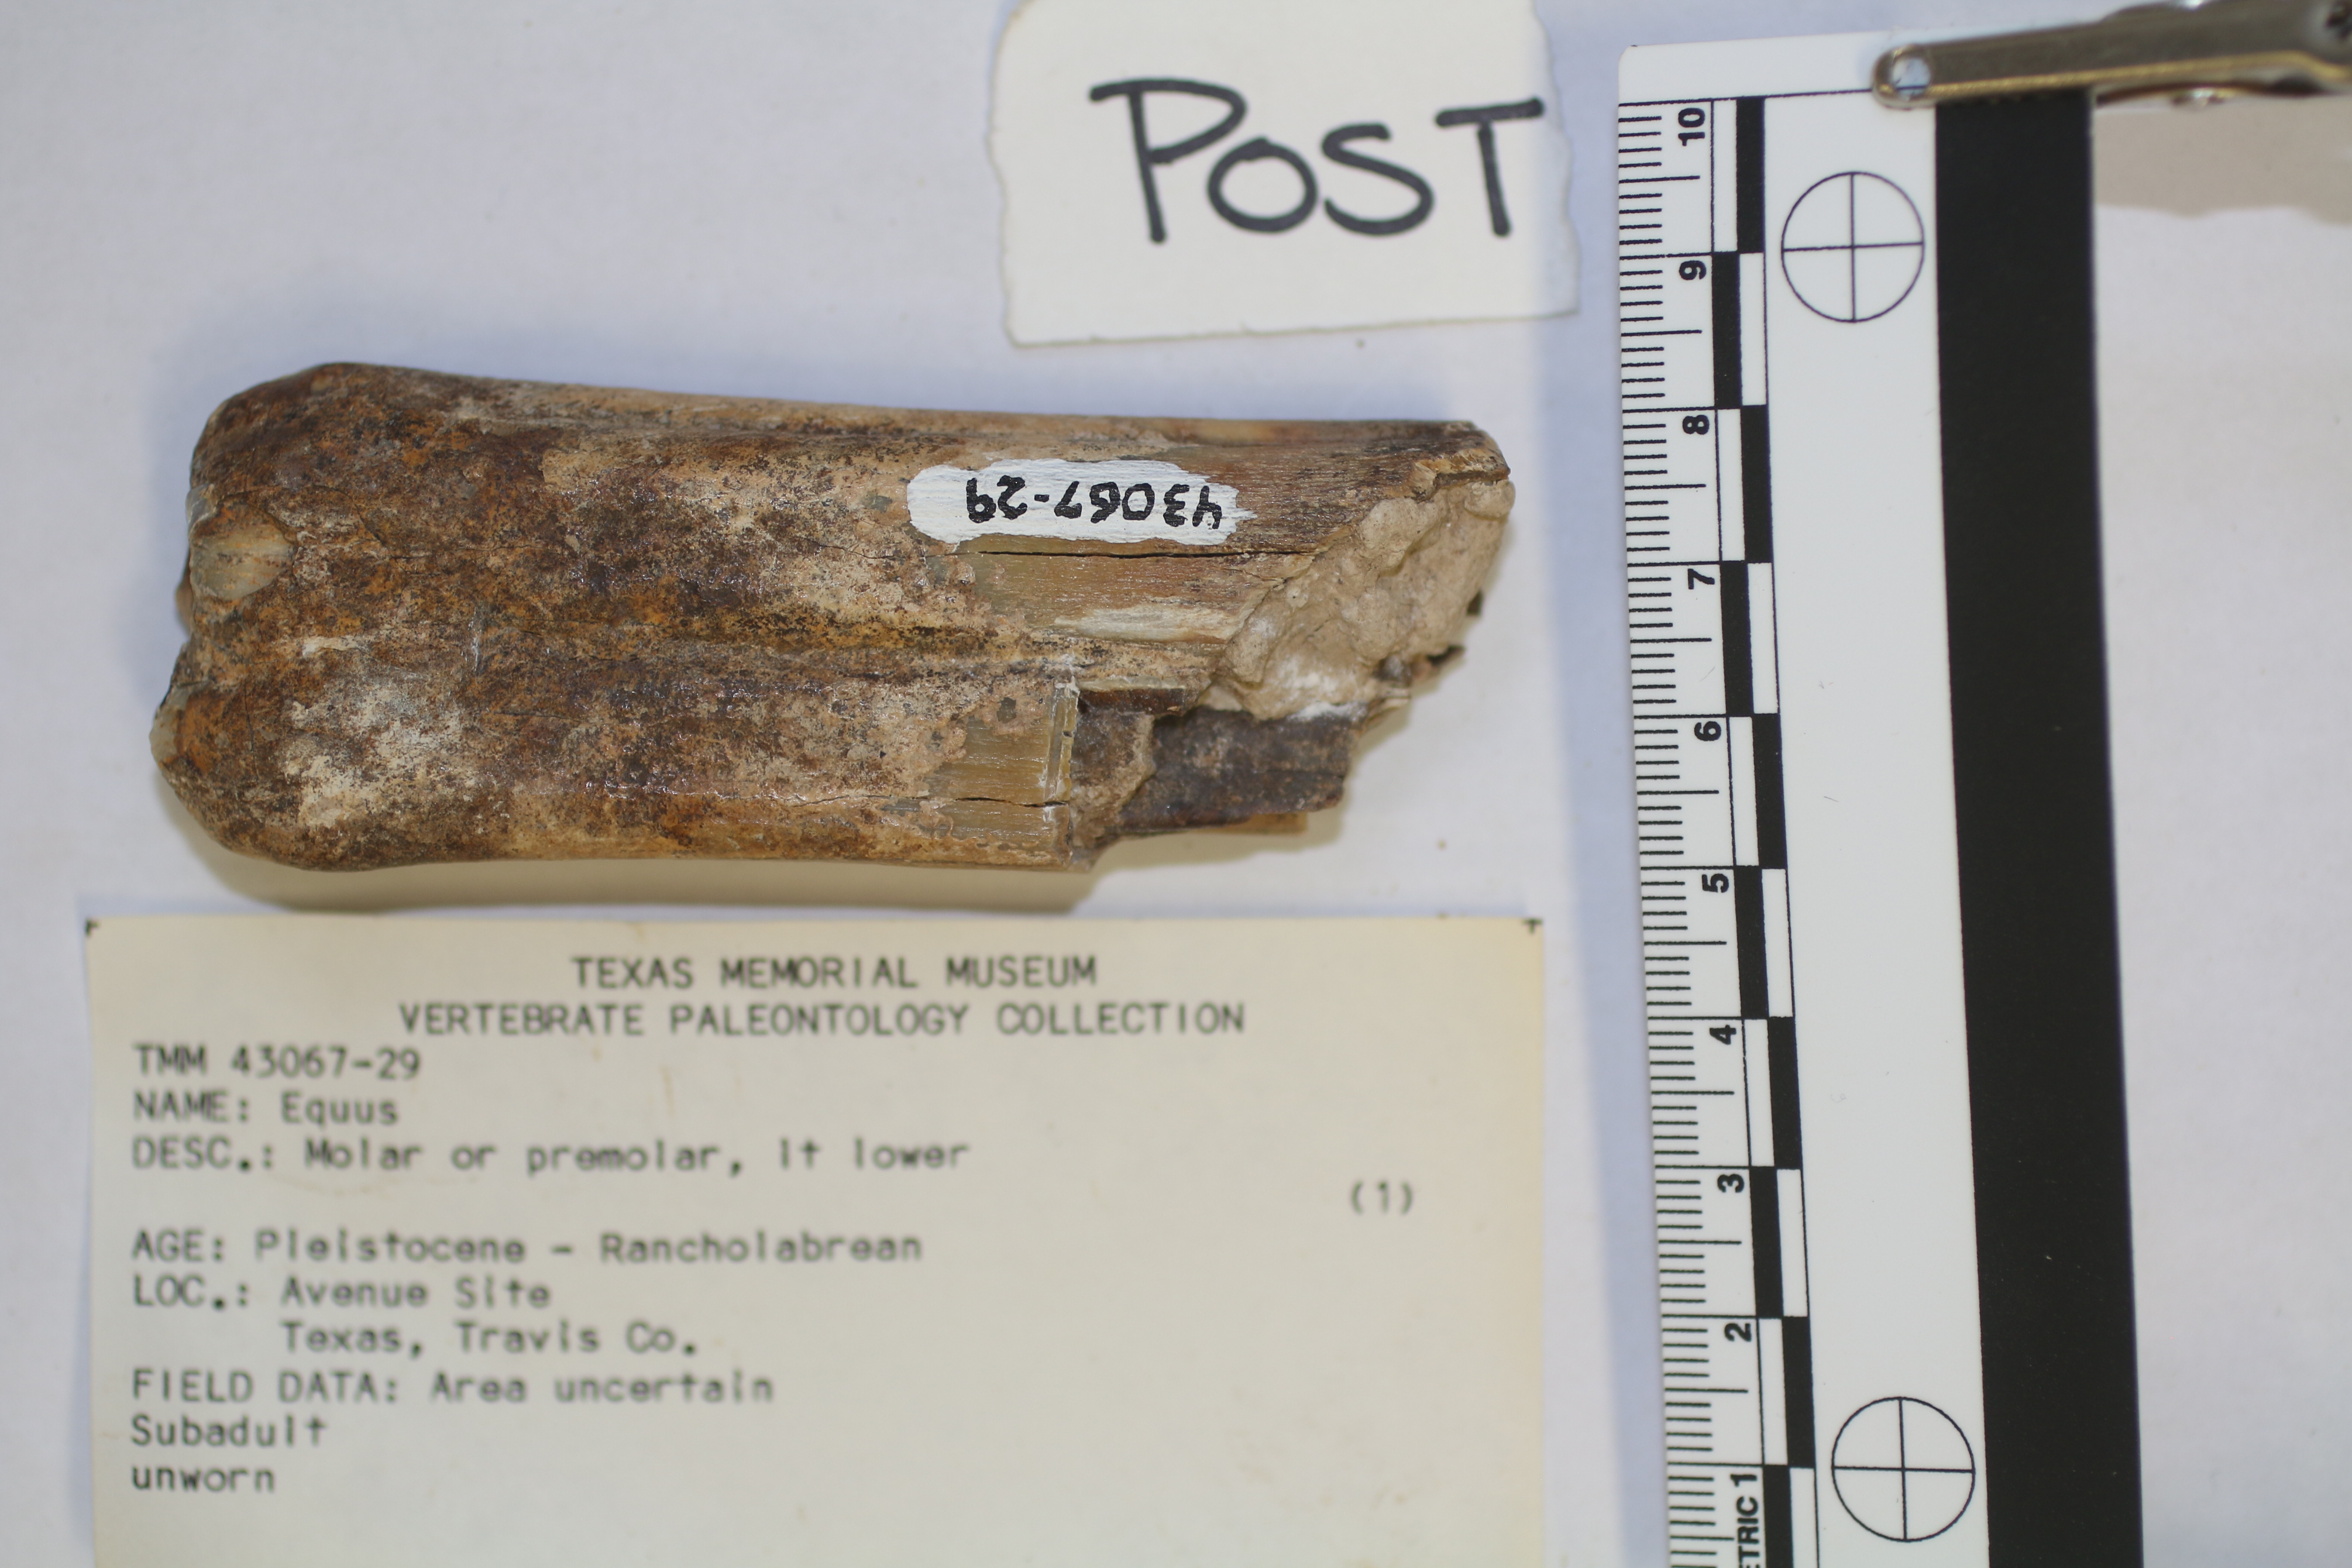 POST
43067-29
TEXAS MEMORIAL MUSEUM
VERTEBRATE PALEONTOLOGY COLLECTION
TMM 43067-29
NAME: Equus
DESC.: Molar or premolar, lt lower
(1)
AGE: Pleistocene - Rancholabrean
LOC.: Avenue Site
Texas, Travis Co.
FIELD DATA: Area uncertain
Subadult
unworn
10
9
8
7
6
5
4
3
2
ETRIC 1